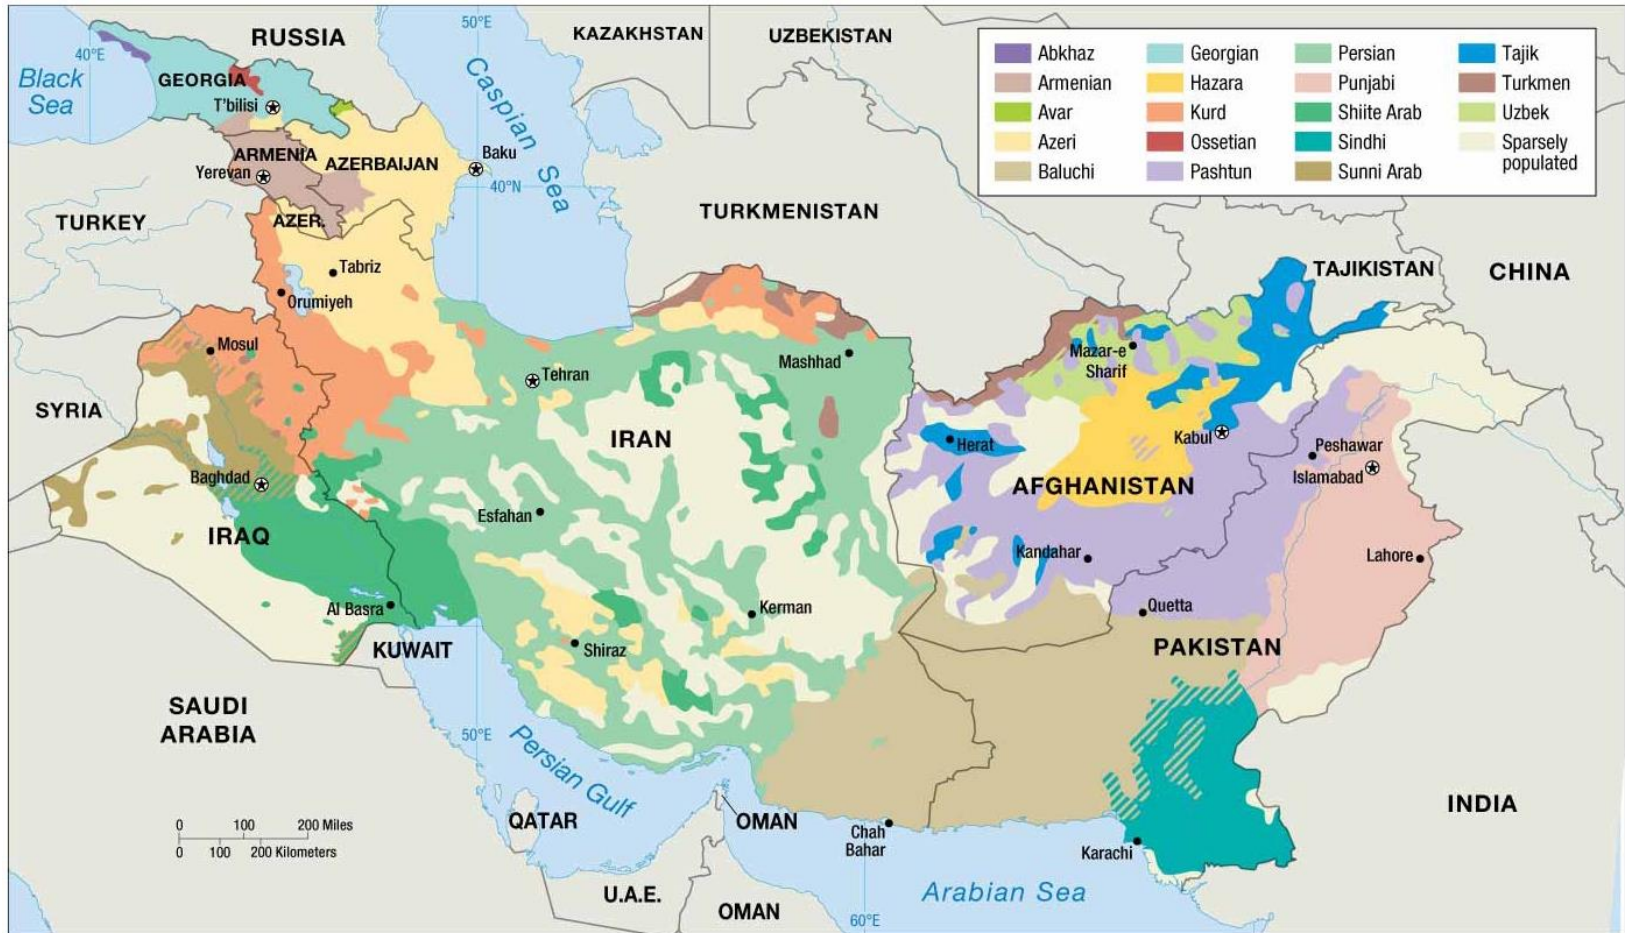 50°E
RUSSIA
KAZAKHSTAN
UZBEKISTAN
40°E
Black
Sea
GEORGIA
T'bilisi
Caspian Sea
Abkhaz
Armenian
Avar
Azeri
Baluchi
Georgian
Hazara
Kurd
Ossetian
Pashtun
Persian
Punjabi
Shiite Arab
Sindhi
Sunni Arab
Tajik
Turkmen
Uzbek
Sparsely
populated
ARMENIA
Yerevan
AZERBAIJAN
Baku
40°N
TURKEY
AZER.
TURKMENISTAN
Tabriz
Orumiyeh
TAJIKISTAN
CHINA
Mosul
Tehran
Mashhad
Mazar-e
Sharif
SYRIA
IRAN
Herat
Kabul
Peshawar
Islamabad
Baghdad
AFGHANISTAN
Esfahan
IRAQ
Kandahar
Lahore
Al Basra
Kerman
Quetta
KUWAIT
Shiraz
PAKISTAN
SAUDI
ARABIA
50°E
Persian Gulf
INDIA
0 100 200 Miles
0 100 200 Kilometers
QATAR
OMAN
Chah
Bahar
Karachi
U.A.E.
Arabian Sea
OMAN
60°E